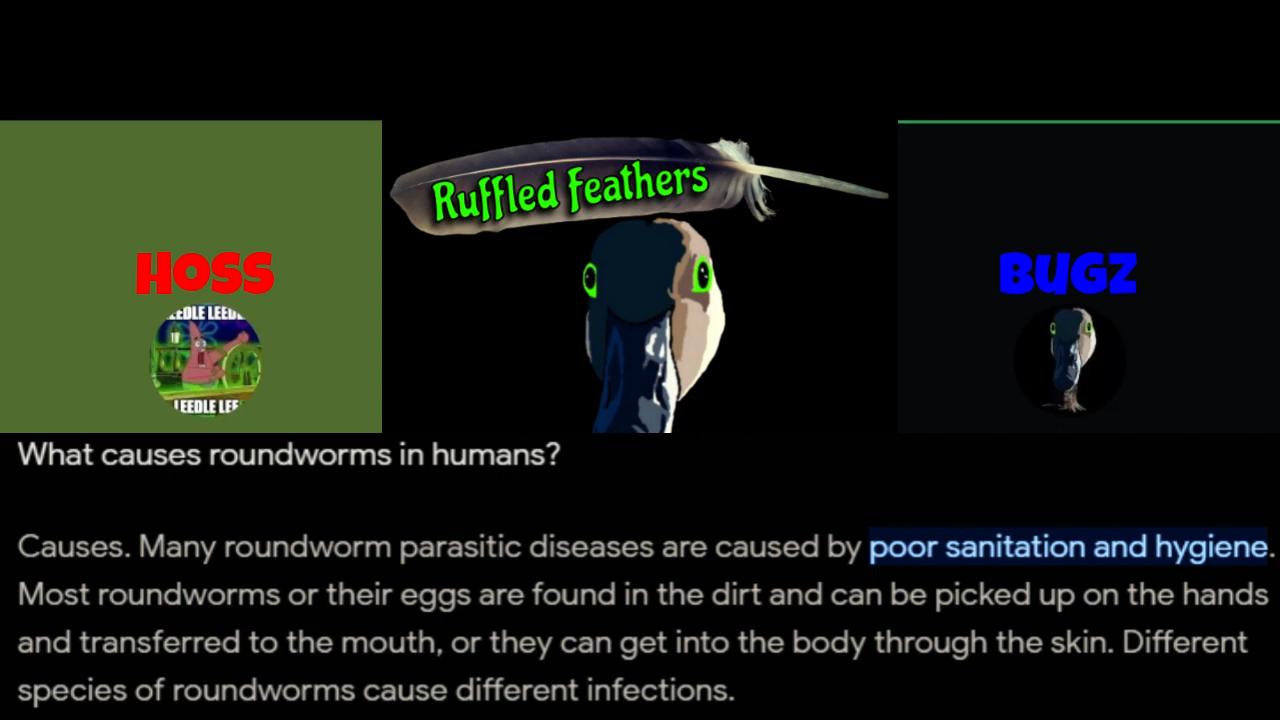 Ruffled Feathers
HOSS
BUGZ
LEEDLE LEE
What causes roundworms in humans?
Causes. Many roundworm parasitic diseases are caused by poor sanitation and hygiene.
Most roundworms or their eggs are found in the dirt and can be picked up on the hands
and transferred to the mouth, or they can get into the body through the skin. Different
species of roundworms cause different infections.